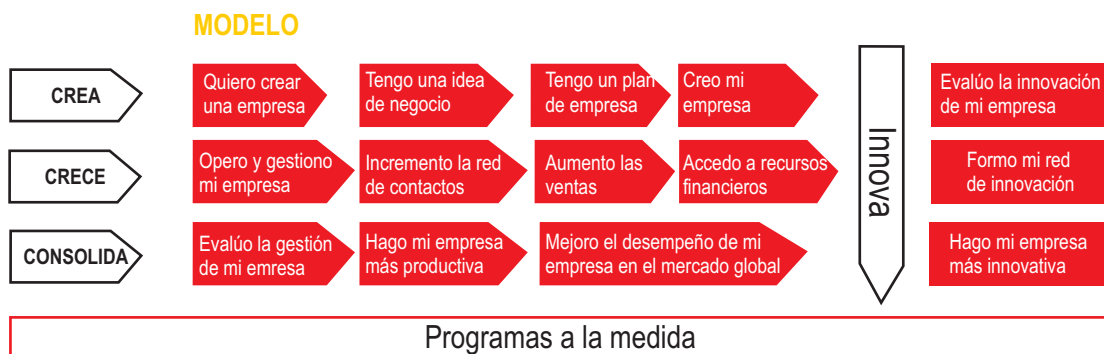 MODELO
CREA
Quiero crear
una empresa
Tengo una idea
de negocio
Tengo un plan
de empresa
Creo mi
empresa
Evalúo la innovación
de mi empresa
CRECE
Opero y gestiono
mi empresa
Incremento la red
de contactos
Aumento las
ventas
Accedo a recursos
financieros
Innova
Formo mi red
de innovación
CONSOLIDA
Evalúo la gestión
de mi emresa
Hago mi empresa
más productiva
Mejoro el desempeño de mi
empresa en el mercado global
Hago mi empresa
más innovativa
Programas a la medida